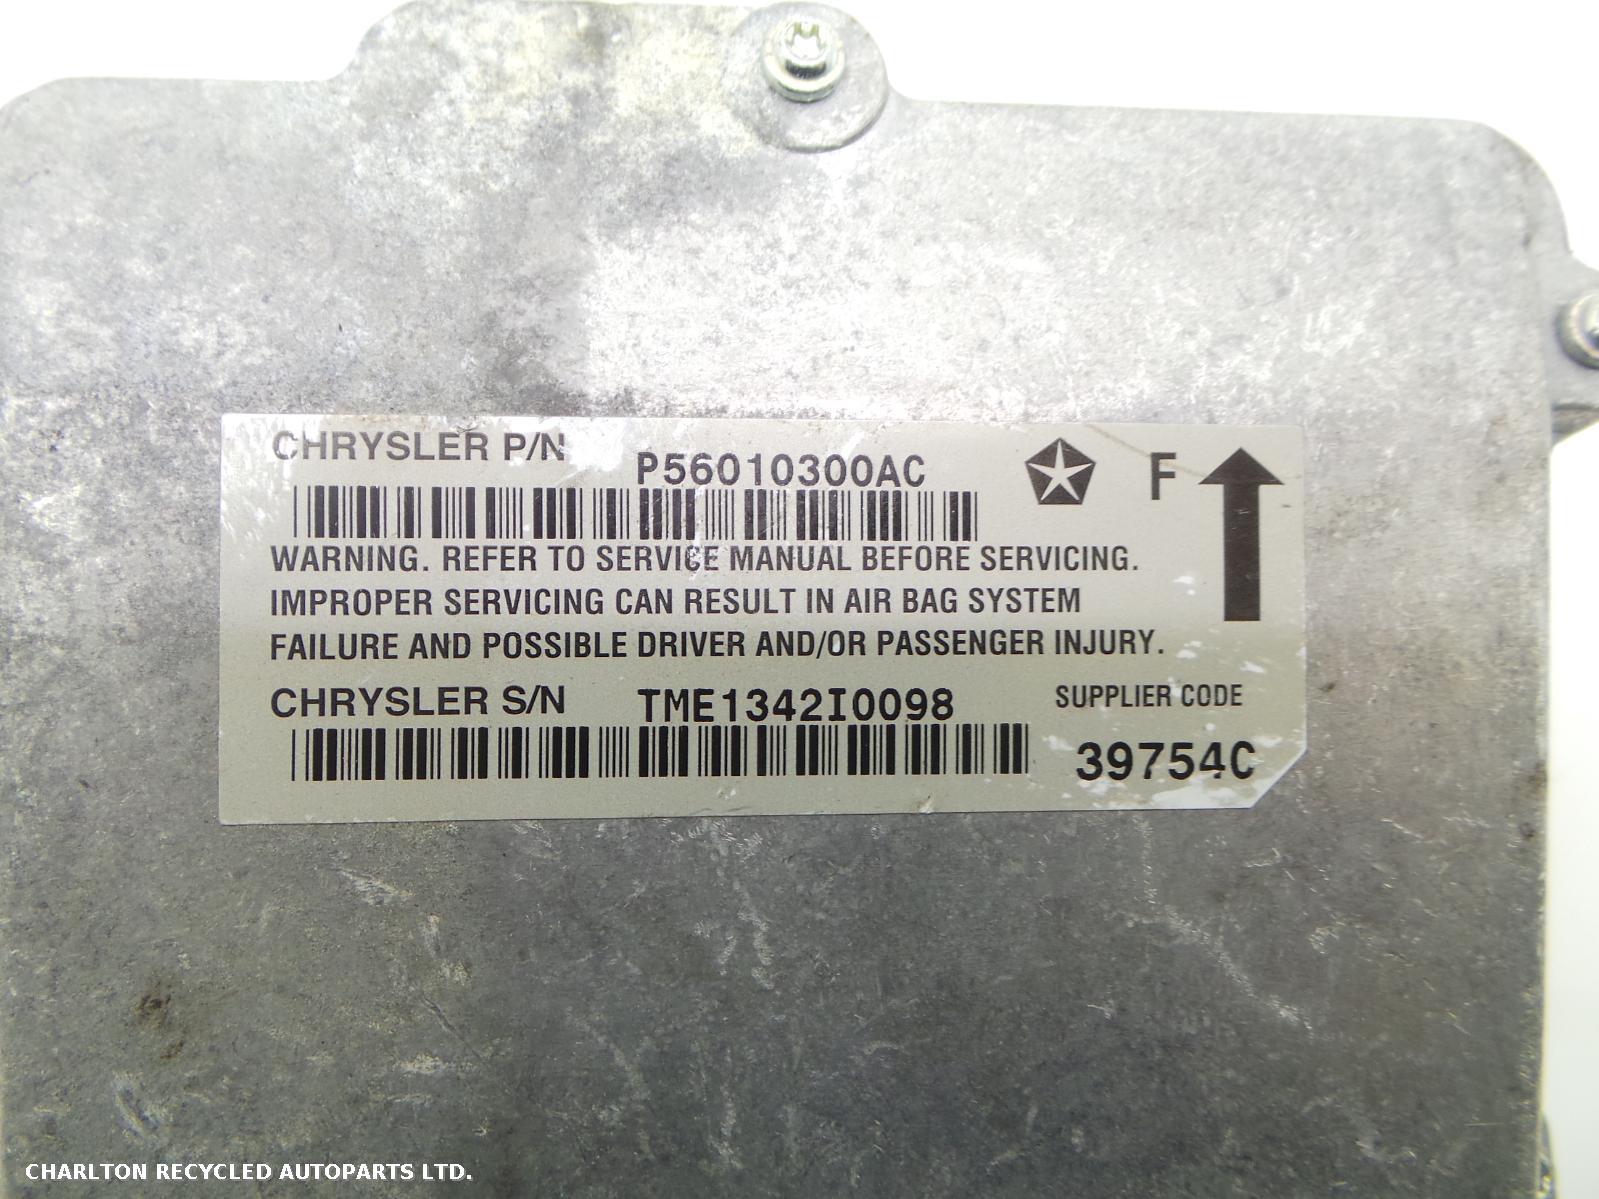 CHRYSLER P/N P56010300AC F
WARNING. REFER TO SERVICE MANUAL BEFORE SERVICING.
IMPROPER SERVICING CAN RESULT IN AIR BAG SYSTEM
FAILURE AND POSSIBLE DRIVER AND/OR PASSENGER INJURY.
CHRYSLER S/N TME1342I0098 SUPPLIER CODE
39754C
CHARLTON RECYCLED AUTOPARTS LTD.